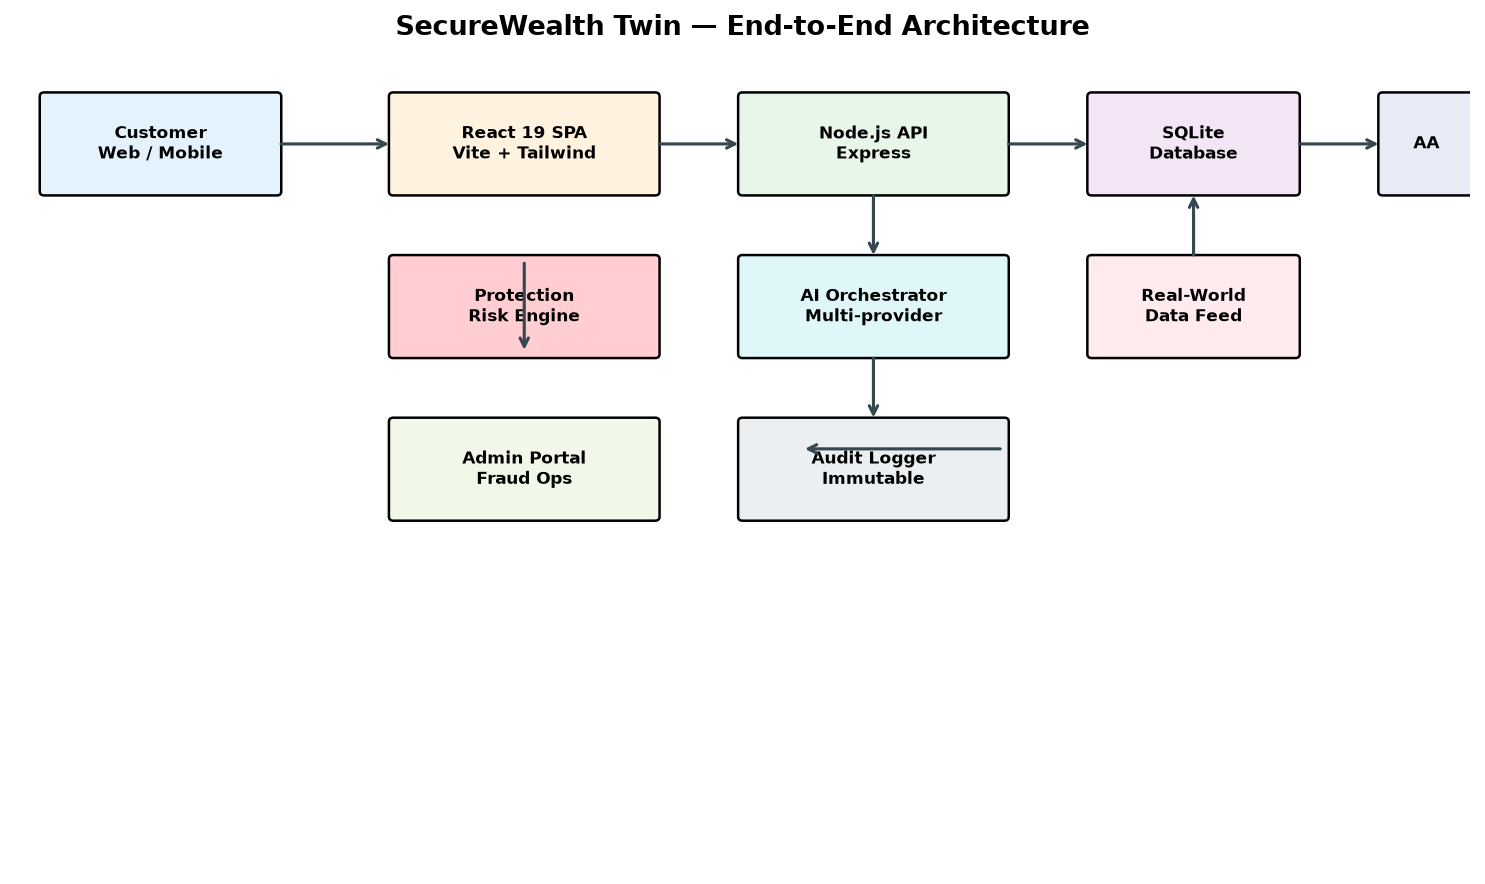 SecureWealth Twin — End-to-End Architecture
Customer
Web / Mobile
React 19 SPA
Vite + Tailwind
Node.js API
Express
SQLite
Database
AA
Protection
Risk Engine
AI Orchestrator
Multi-provider
Real-World
Data Feed
Admin Portal
Fraud Ops
Audit Logger
Immutable